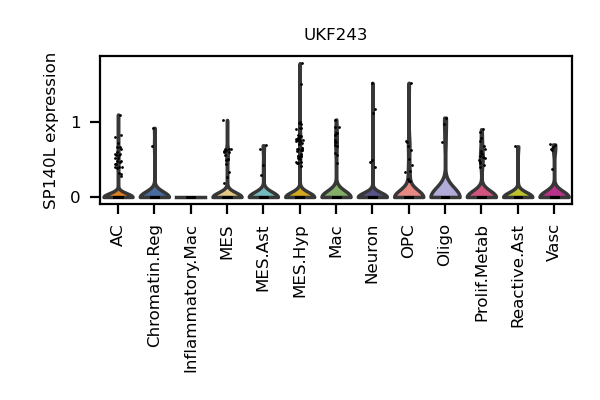 UKF243
SP140L expression
1
0
AC
Chromatin.Reg
Inflammatory.Mac
MES
MES.Ast
MES.Hyp
Mac
Neuron
OPC
Oligo
Prolif.Metab
Reactive.Ast
Vasc